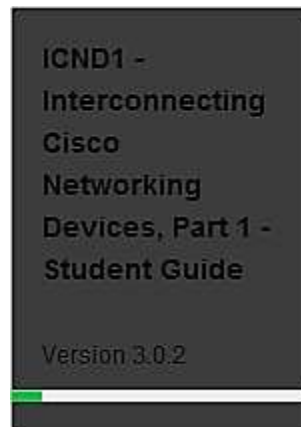 ICND1 -
Interconnecting
Cisco
Networking
Devices, Part 1 -
Student Guide
Version 3.0.2